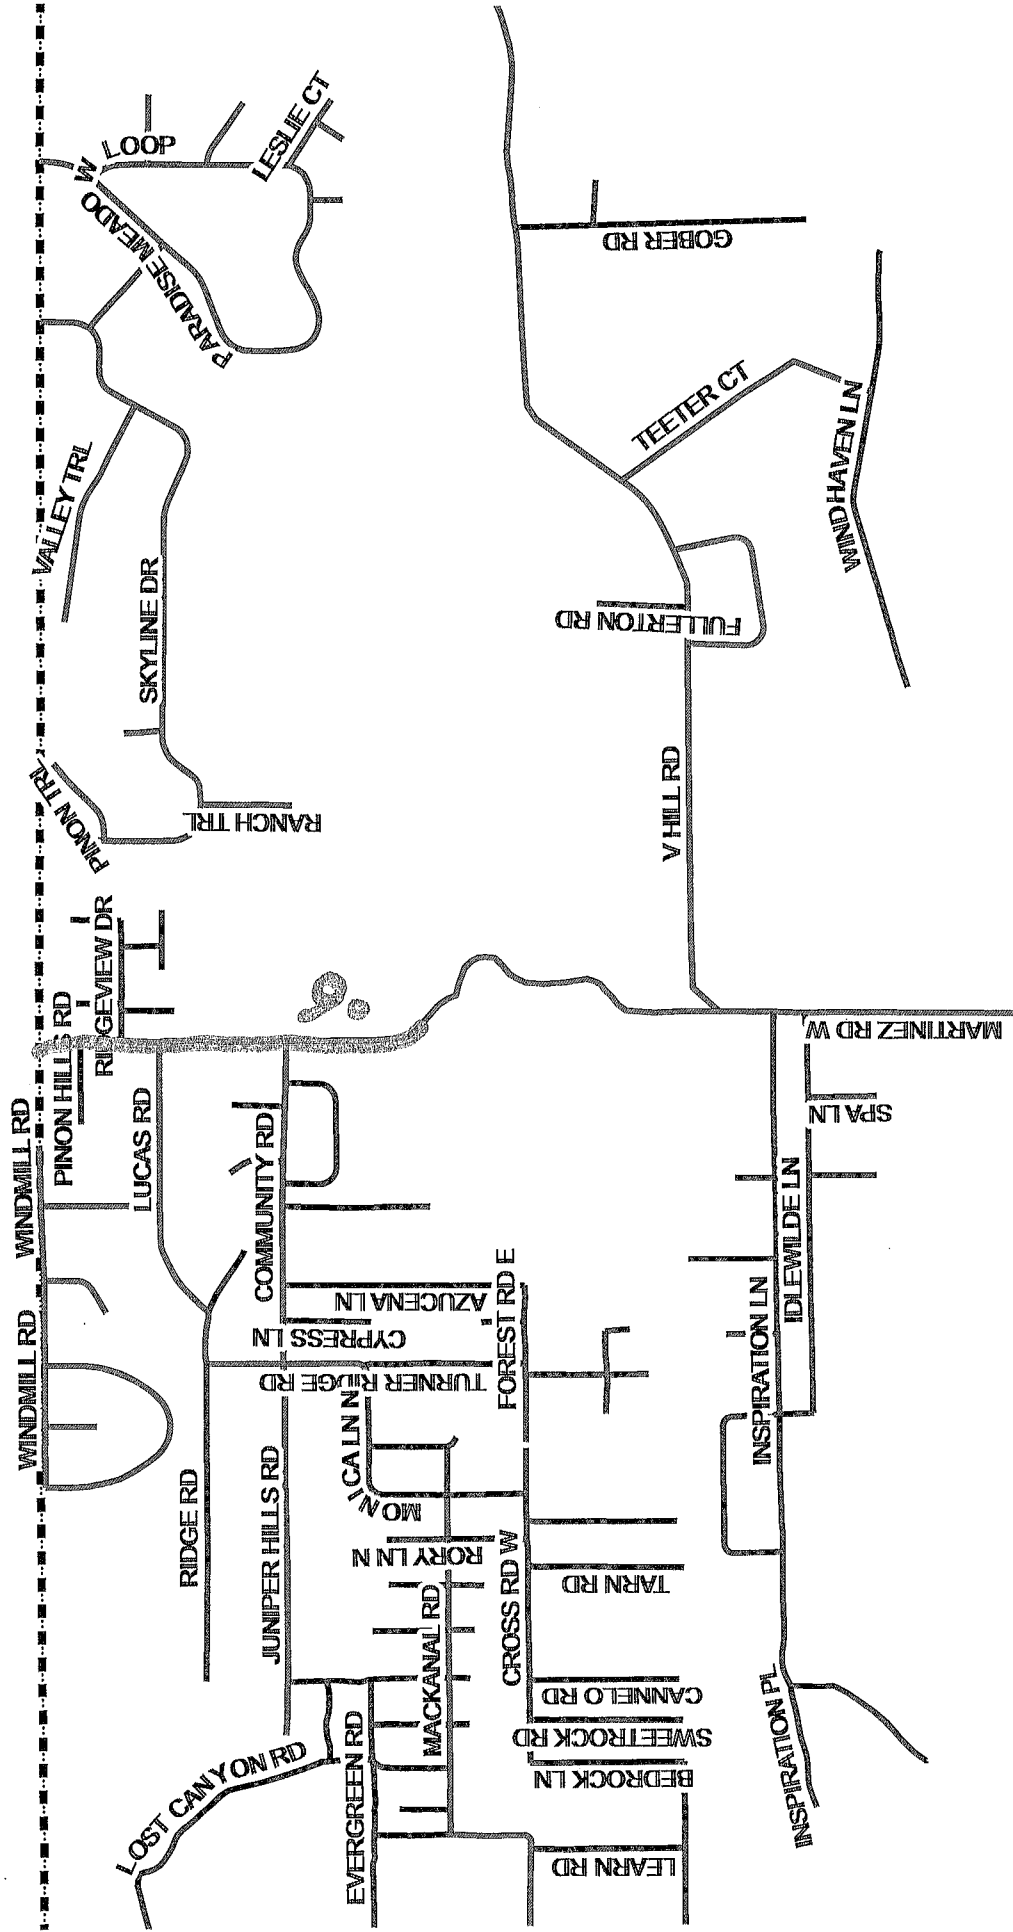 LOOP
LESLIE CT
PARADISE MEADOW
GOBER RD
TEETER CT
WINDHAVEN LN
VALLEY TRL
SKYLINE DR
FULLERTON RD
PINON TRL
RANCH TRL
V HILL RD
RIDGEVIEW DR
PINON HILLS RD
MARTINEZ RD W
WINDMILL RD
LUCAS RD
COMMUNITY RD
SPA LN
IDLEWILDE LN
AZUCENA LN
FOREST RD E
CYPRESS LN
WINDMILL RD
TURNER RIDGE RD
INSPIRATION LN
MONICA LN N
RIDGE RD
JUNIPER HILLS RD
RORY LN N
CROSS RD W
TARN RD
MACKANAL RD
CANNELO RD
SWEETROCK RD
BEDROCK LN
INSPIRATION PL
LOST CANYON RD
EVERGREEN RD
LEARN RD